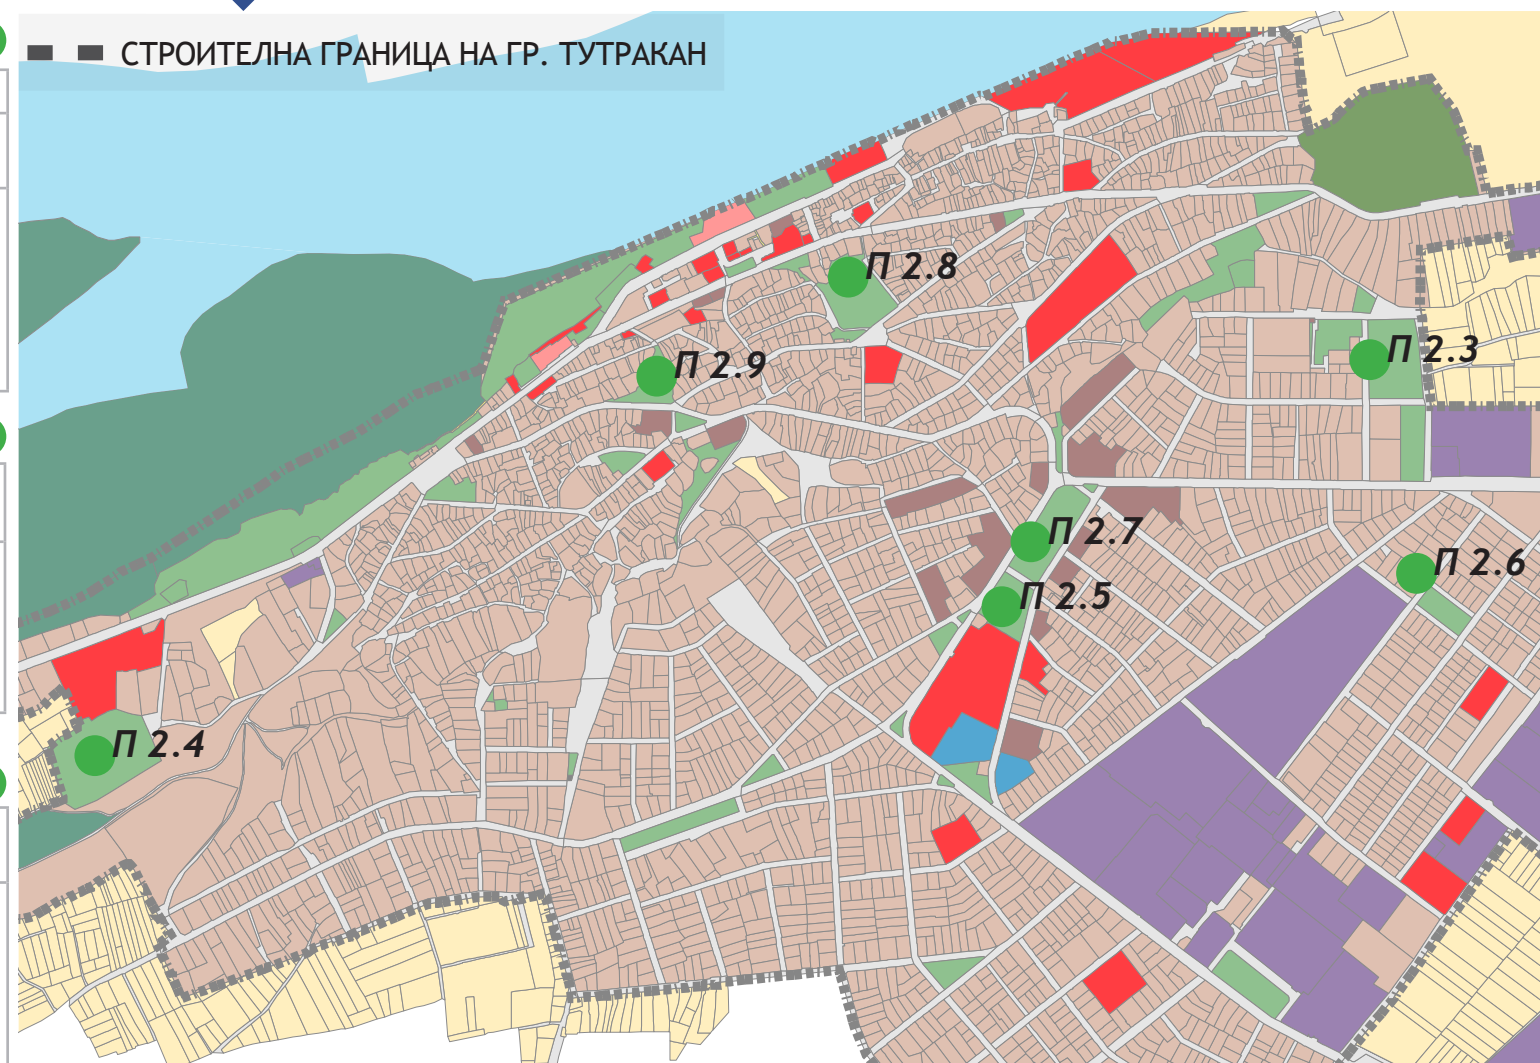 СТРОИТЕЛНА ГРАНИЦА НА ГР. ТУТРАКАН
П 2.8
П 2.3
П 2.9
П 2.7
П 2.6
П 2.5
П 2.4